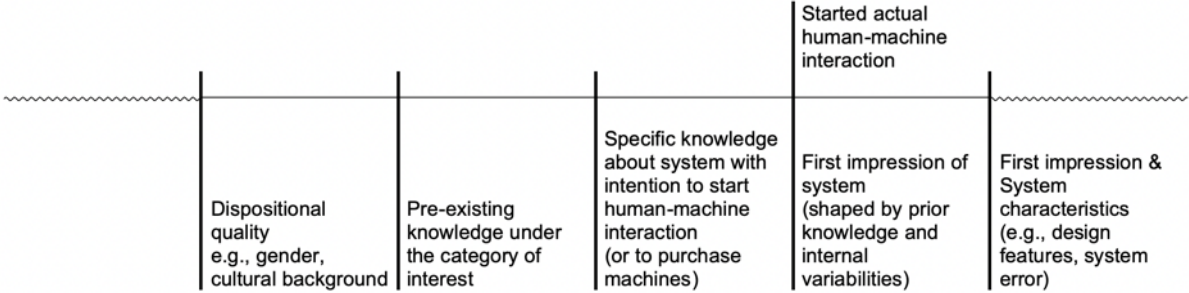 Started actual
human-machine
interaction
Dispositional
quality
e.g., gender,
cultural background
Pre-existing
knowledge under
the category of
interest
Specific knowledge
about system with
intention to start
human-machine
interaction
(or to purchase
machines)
First impression of
system
(shaped by prior
knowledge and
internal
variabilities)
First impression &
System
characteristics
(e.g., design
features, system
error)